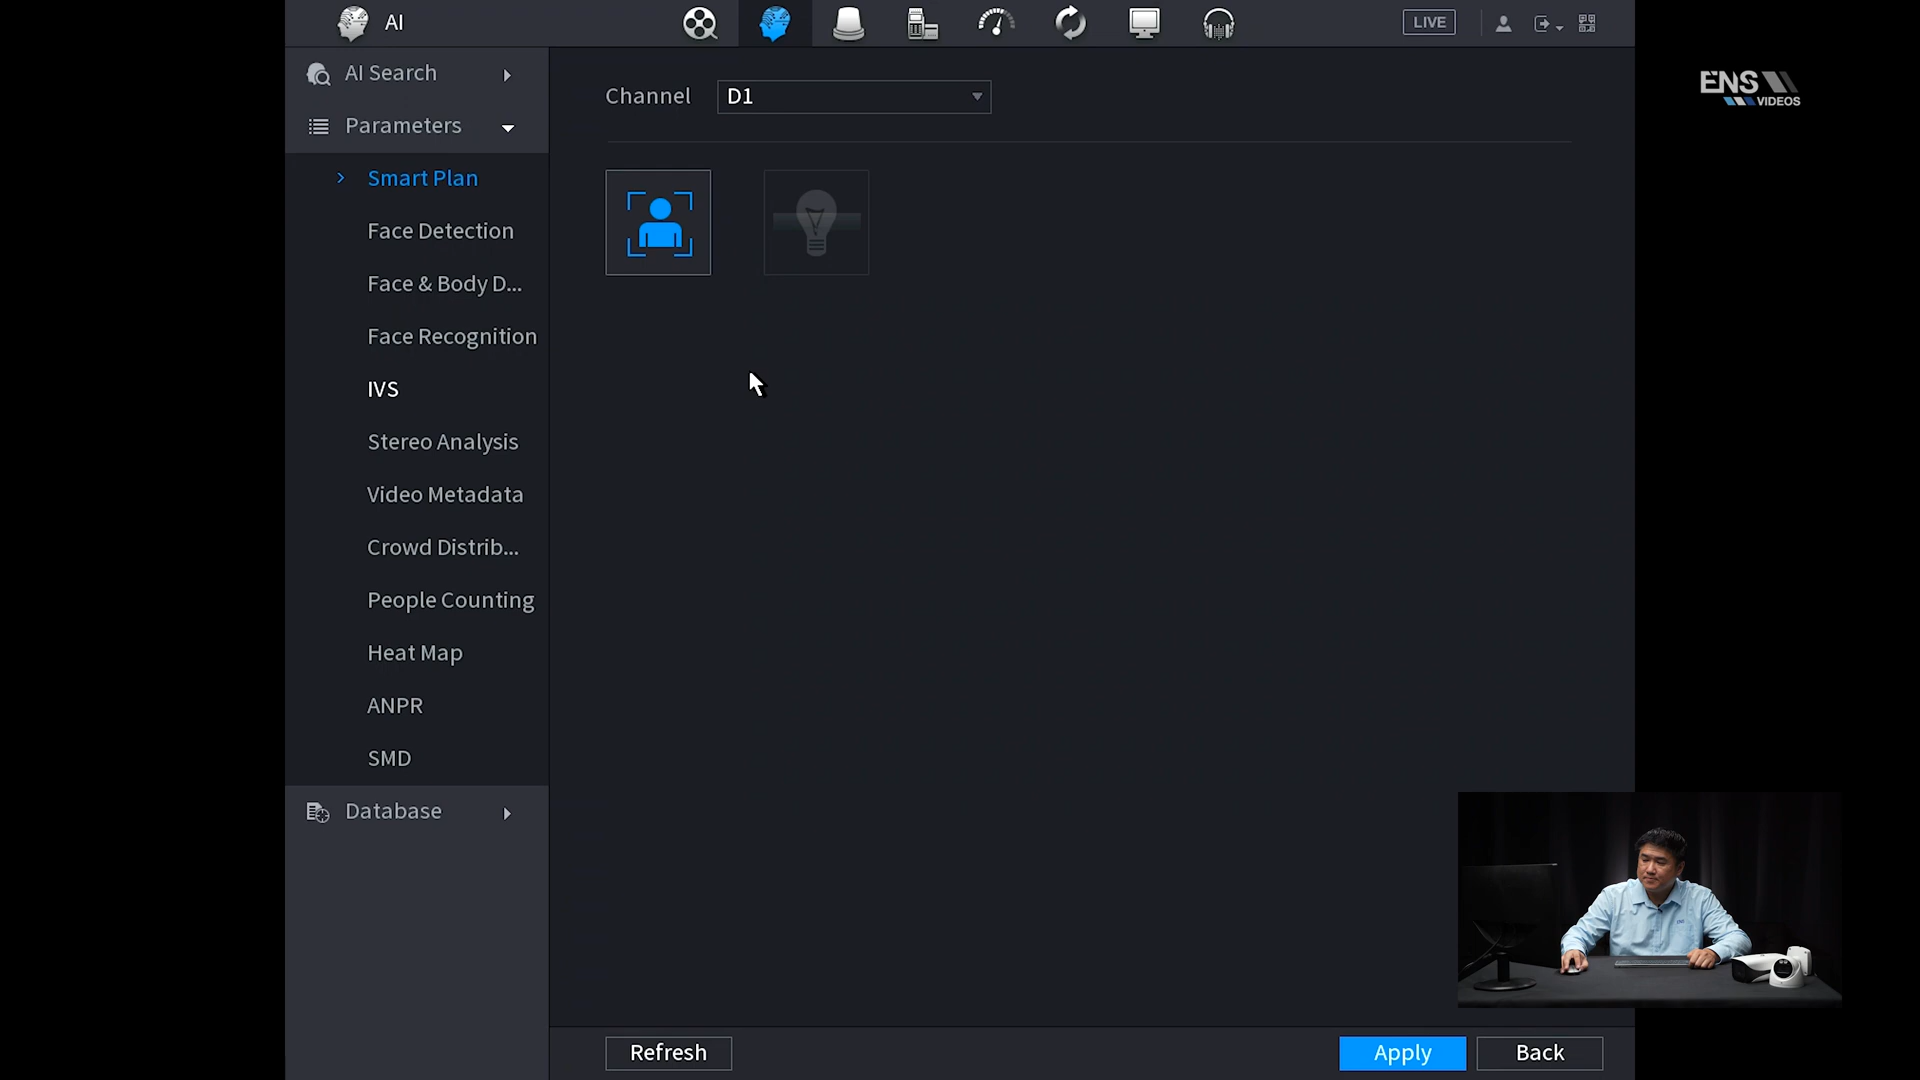 AI
LIVE
ENS
VIDEOS
AI Search
Parameters
Smart Plan
Face Detection
Face & Body D...
Face Recognition
IVS
Stereo Analysis
Video Metadata
Crowd Distrib...
People Counting
Heat Map
ANPR
SMD
Database
Channel
D1
Refresh
Apply
Back